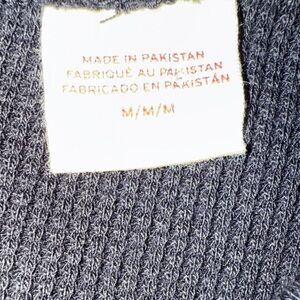 MADE IN PAKISTAN
FABRIQUÉ AU PAKISTAN
FABRICADO EN PAKISTÁN
M/M/M